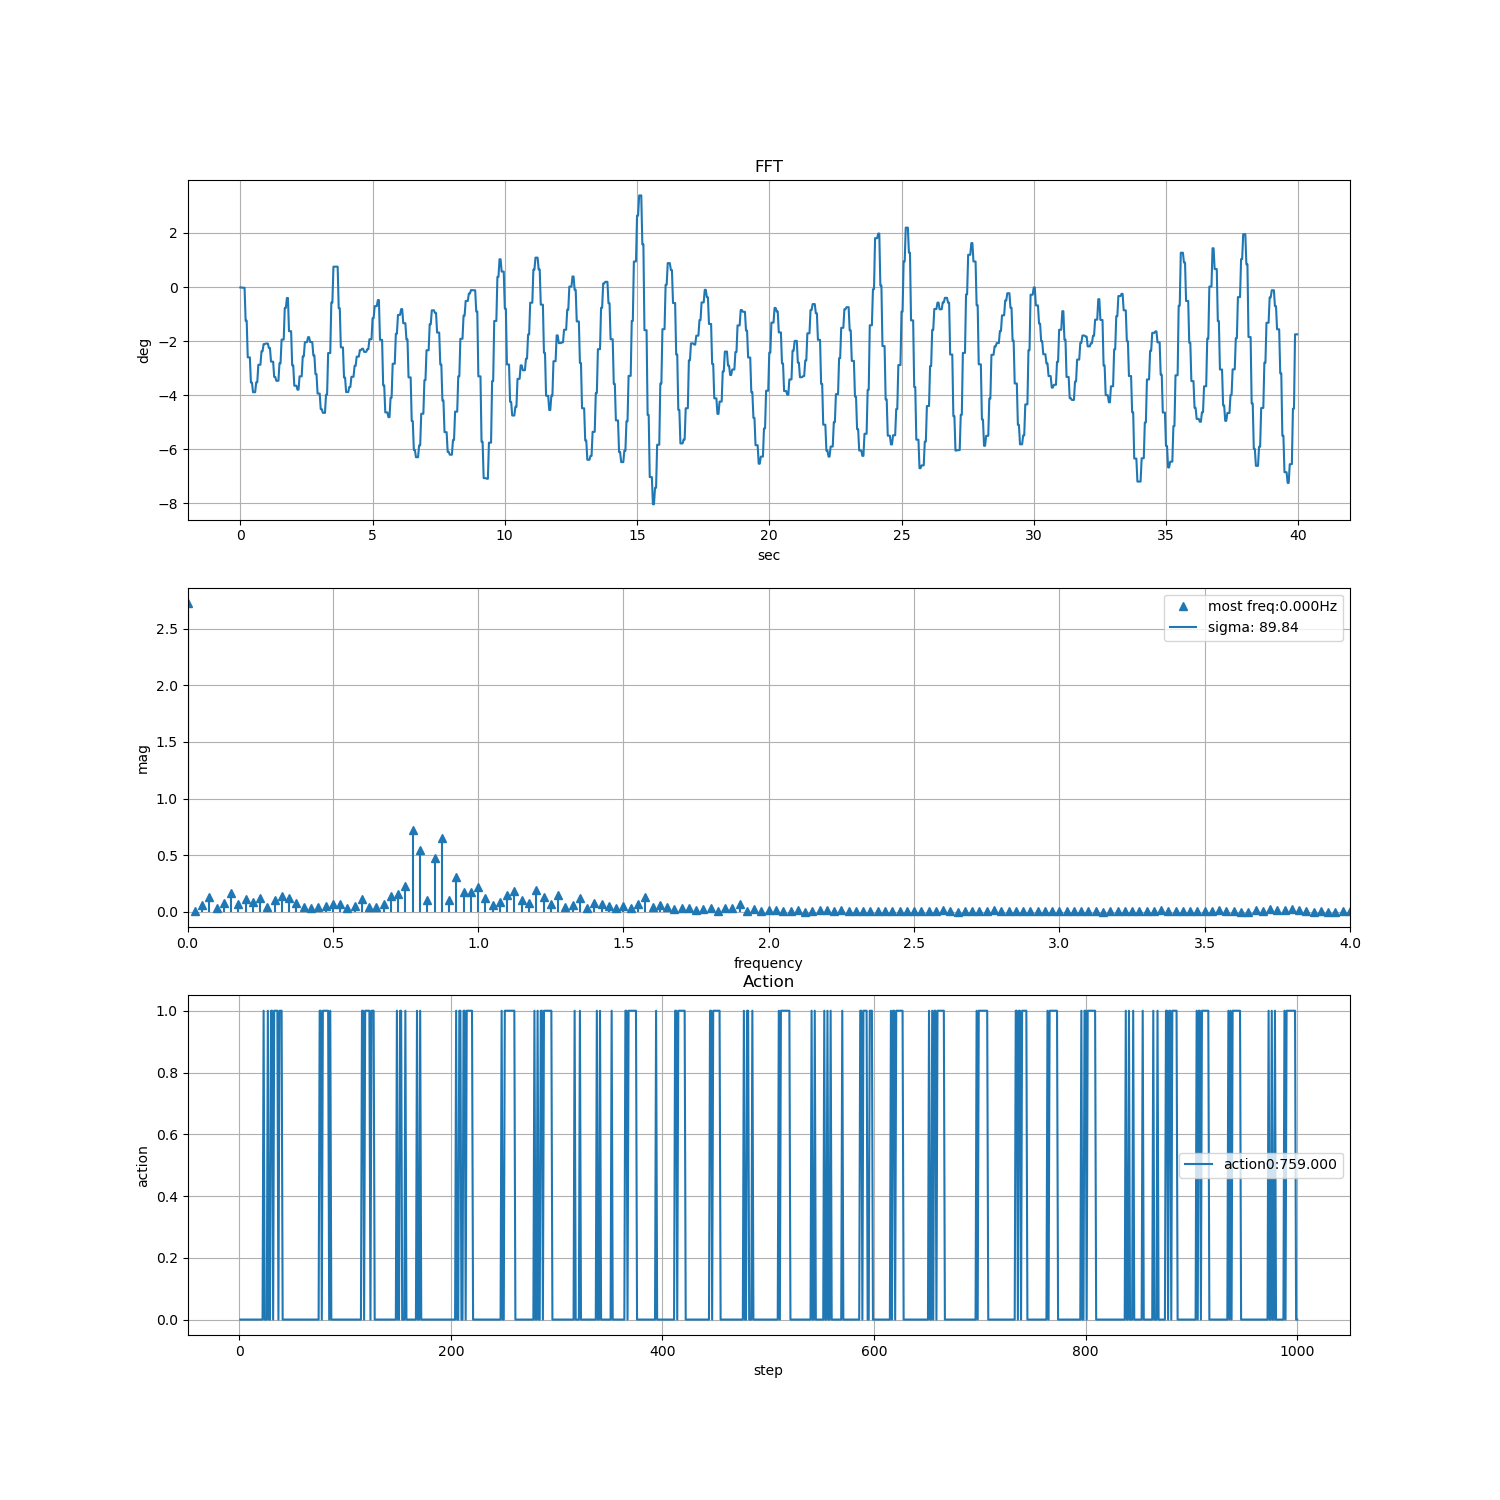 FFT
2
0
−2
−4
−6
−8
deg
0 5 10 15 20 25 30 35 40
sec
2.5
2.0
1.5
1.0
0.5
0.0
mag
most freq:0.000Hz
sigma: 89.84
0.0 0.5 1.0 1.5 2.0 2.5 3.0 3.5 4.0
frequency
Action
1.0
0.8
0.6
0.4
0.2
0.0
action
action0:759.000
0 200 400 600 800 1000
step